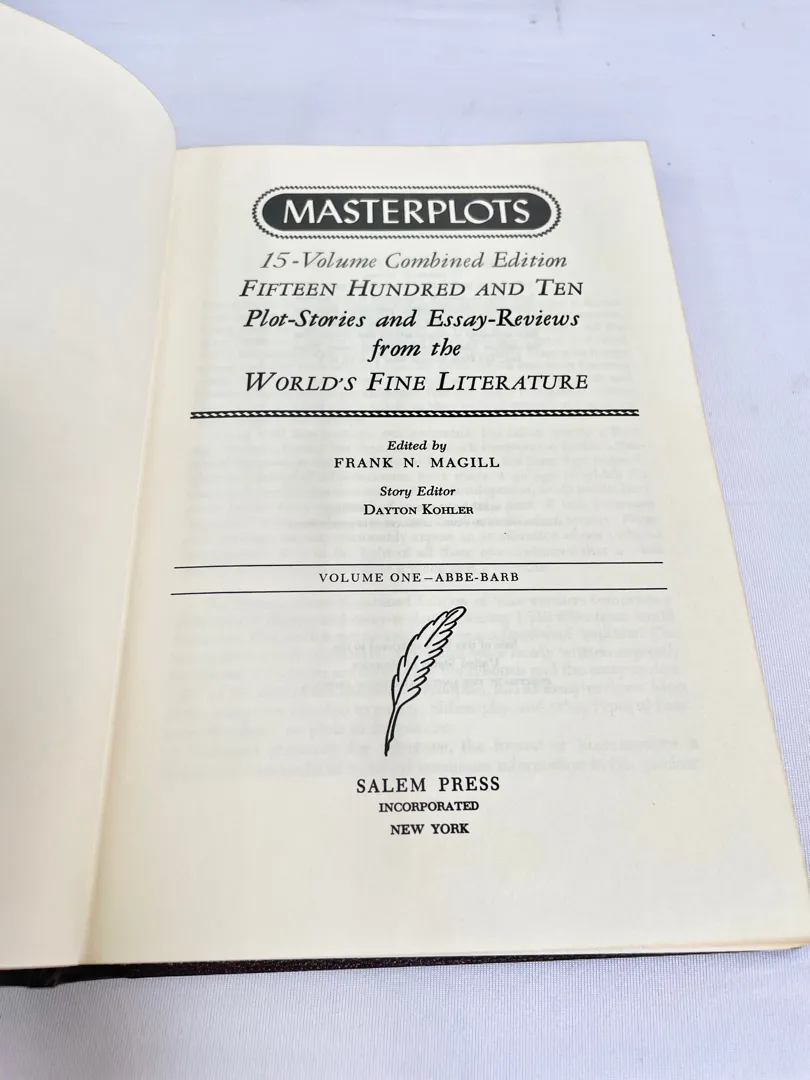 MASTERPLOTS
15-Volume Combined Edition
FIFTEEN HUNDRED AND TEN
Plot-Stories and Essay-Reviews
from the
WORLD'S FINE LITERATURE
Edited by
FRANK N. MAGILL
Story Editor
DAYTON KOHLER
VOLUME ONE—ABBE-BARB
SALEM PRESS
INCORPORATED
NEW YORK